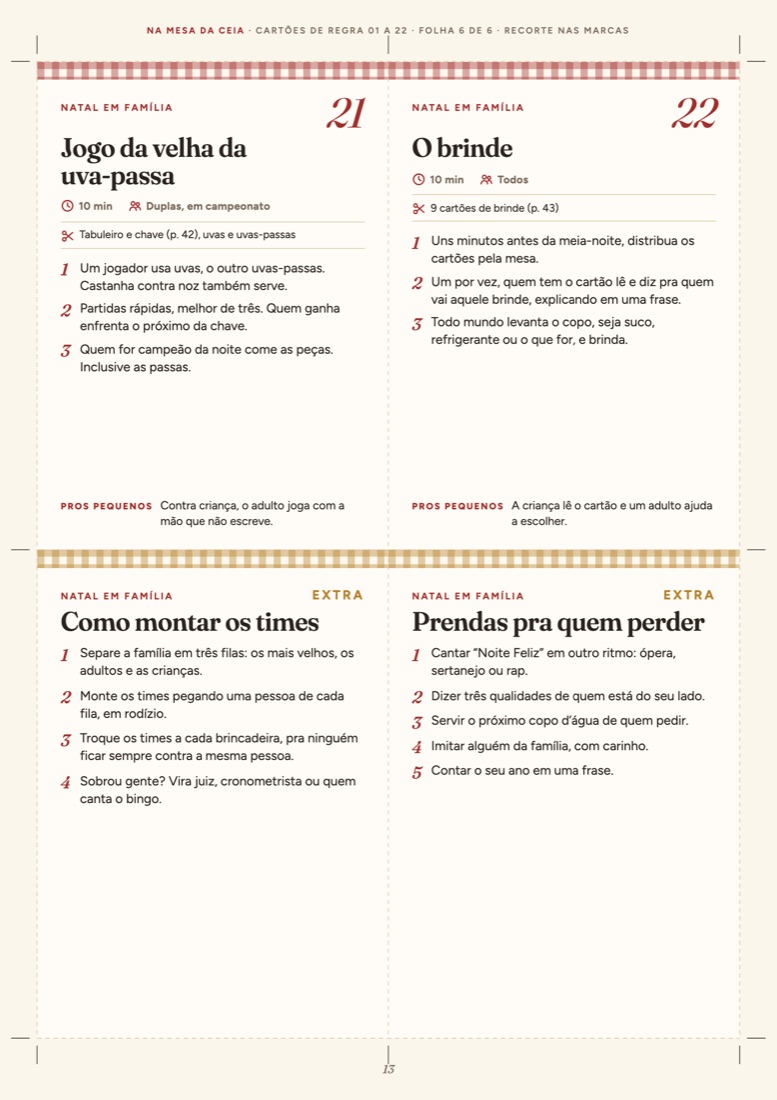 NA MESA DA CEIA · CARTÕES DE REGRA 01 A 22 · FOLHA 6 DE 6 · RECORTE NAS MARCAS
NATAL EM FAMÍLIA
21
Jogo da velha da
uva-passa
10 min
Duplas, em campeonato
Tabuleiro e chave (p. 42), uvas e uvas-passas
1 Um jogador usa uvas, o outro uvas-passas.
Castanha contra noz também serve.
2 Partidas rápidas, melhor de três. Quem ganha
enfrenta o próximo da chave.
3 Quem for campeão da noite come as peças.
Inclusive as passas.
PROS PEQUENOS Contra criança, o adulto joga com a
mão que não escreve.
NATAL EM FAMÍLIA
22
O brinde
10 min
Todos
9 cartões de brinde (p. 43)
1 Uns minutos antes da meia-noite, distribua os
cartões pela mesa.
2 Um por vez, quem tem o cartão lê e diz pra quem
vai aquele brinde, explicando em uma frase.
3 Todo mundo levanta o copo, seja suco,
refrigerante ou o que for, e brinda.
PROS PEQUENOS A criança lê o cartão e um adulto ajuda
a escolher.
NATAL EM FAMÍLIA
EXTRA
Como montar os times
1 Separe a família em três filas: os mais velhos, os
adultos e as crianças.
2 Monte os times pegando uma pessoa de cada
fila, em rodízio.
3 Troque os times a cada brincadeira, pra ninguém
ficar sempre contra a mesma pessoa.
4 Sobrou gente? Vira juiz, cronometrista ou quem
canta o bingo.
NATAL EM FAMÍLIA
EXTRA
Prendas pra quem perder
1 Cantar “Noite Feliz” em outro ritmo: ópera,
sertanejo ou rap.
2 Dizer três qualidades de quem está do seu lado.
3 Servir o próximo copo d’água de quem pedir.
4 Imitar alguém da família, com carinho.
5 Contar o seu ano em uma frase.
13